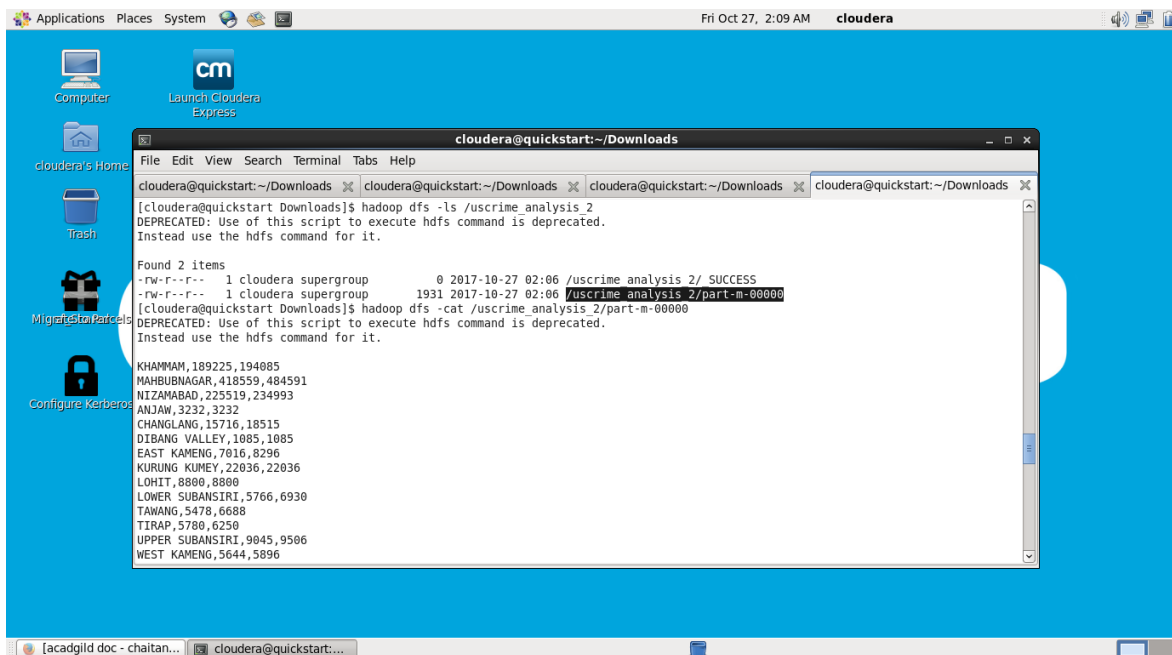 Applications Places System Fri Oct 27, 2:09 AM cloudera
Computer
cm
Launch Cloudera
Express
cloudera's Home
Trash
Configure Kerberos
cloudera@quickstart:~/Downloads
File Edit View Search Terminal Tabs Help
cloudera@quickstart:~/Downloads cloudera@quickstart:~/Downloads cloudera@quickstart:~/Downloads cloudera@quickstart:~/Downloads
[cloudera@quickstart Downloads]$ hadoop dfs -ls /uscrime_analysis_2
DEPRECATED: Use of this script to execute hdfs command is deprecated.
Instead use the hdfs command for it.
Found 2 items
-rw-r--r-- 1 cloudera supergroup 0 2017-10-27 02:06 /uscrime_analysis_2/_SUCCESS
-rw-r--r-- 1 cloudera supergroup 1931 2017-10-27 02:06 /uscrime_analysis_2/part-m-00000
[cloudera@quickstart Downloads]$ hadoop dfs -cat /uscrime_analysis_2/part-m-00000
DEPRECATED: Use of this script to execute hdfs command is deprecated.
Instead use the hdfs command for it.
KHAMMAM,189225,194085
MAHBUBNAGAR,418559,484591
NIZAMABAD,225519,234993
ANJAW,3232,3232
CHANGLANG,15716,18515
DIBANG VALLEY,1085,1085
EAST KAMENG,7016,8296
KURUNG KUMEY,22036,22036
LOHIT,8800,8800
LOWER SUBANSIRI,5766,6930
TAWANG,5478,6688
TIRAP,5780,6250
UPPER SUBANSIRI,9045,9506
WEST KAMENG,5644,5896
[acadgild doc - chaitan... cloudera@quickstart:...